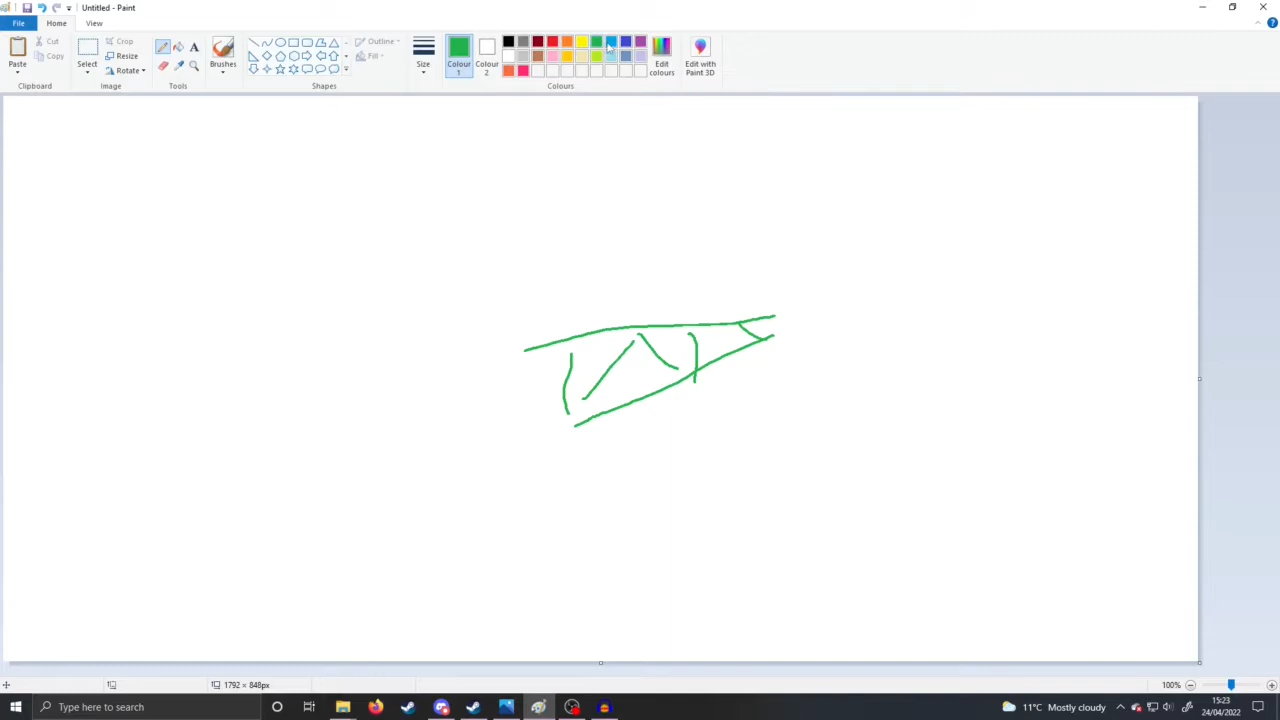 Untitled - Paint
File
Home
View
Paste
Cut
Copy
Clipboard
Select
Crop
Resize
Rotate
Image
A
Tools
Brushes
Outline
Fill
Shapes
Size
Colour 1
Colour 2
Edit colours
Edit with Paint 3D
Colours
1792 × 848px
100%
Type here to search
11°C Mostly cloudy
15:23
24/04/2022